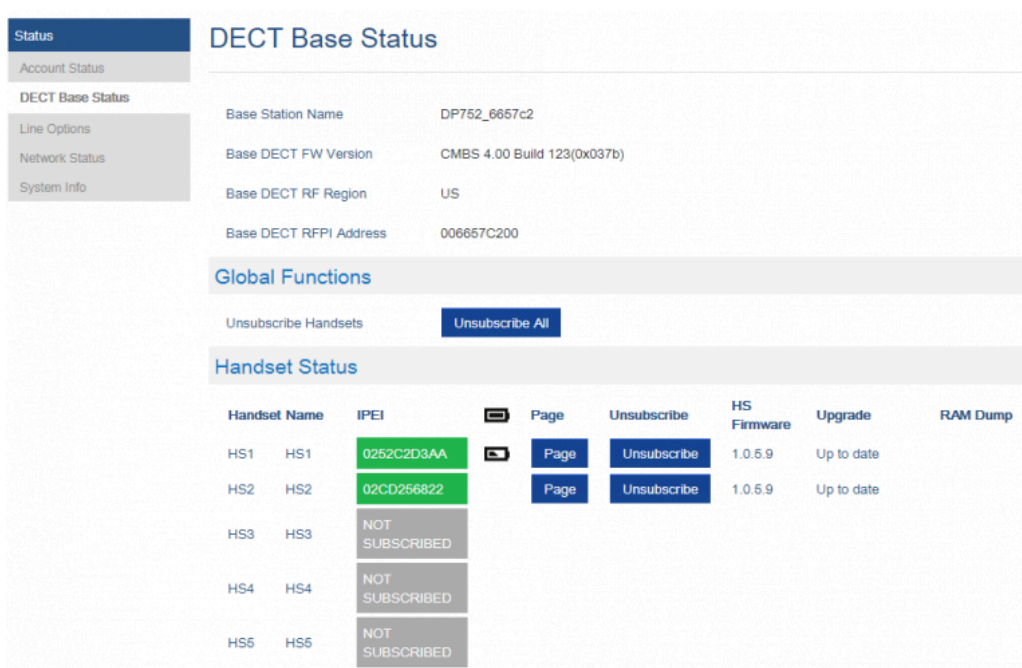 Status
Account Status
DECT Base Status
Line Options
Network Status
System Info
DECT Base Status
Base Station Name DP752_6657c2
Base DECT FW Version CMBS 4.00 Build 123(0x037b)
Base DECT RF Region US
Base DECT RFPI Address 006657C200
Global Functions
Unsubscribe Handsets Unsubscribe All
Handset Status
Handset Name IPEI Page Unsubscribe HS Firmware Upgrade RAM Dump
HS1 HS1 0252C2D3AA Page Unsubscribe 1.0.5.9 Up to date
HS2 HS2 02CD256822 Page Unsubscribe 1.0.5.9 Up to date
HS3 HS3 NOT SUBSCRIBED
HS4 HS4 NOT SUBSCRIBED
HS5 HS5 NOT SUBSCRIBED